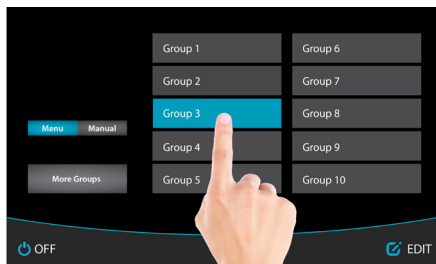 Group 1
Group 6
Group 2
Group 7
Group 3
Group 8
Menu
Manual
Group 4
Group 9
More Groups
Group 5
Group 10
OFF
EDIT